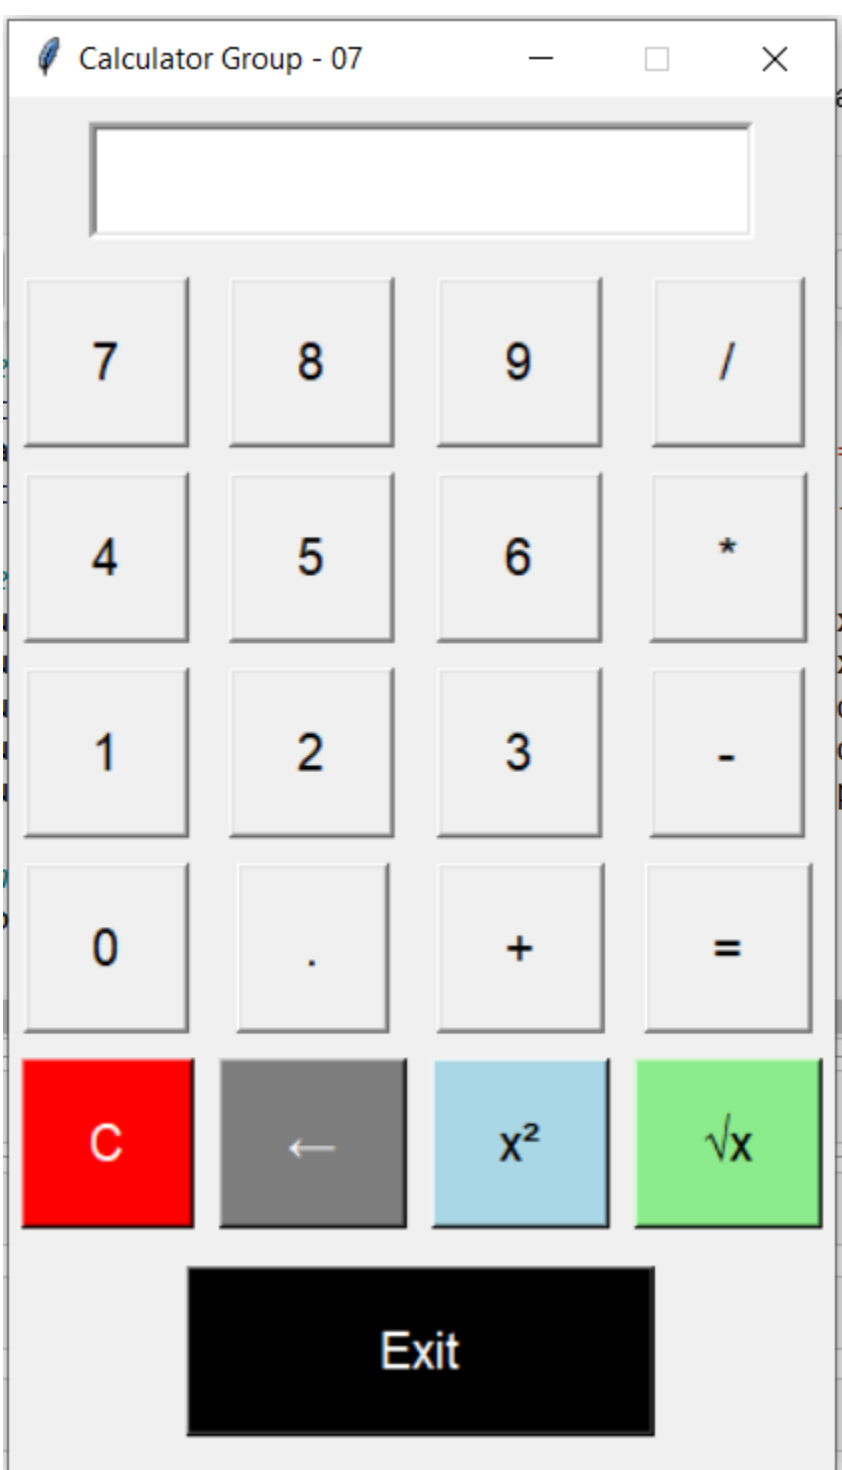 Calculator Group - 07
7 8 9 /
4 5 6 *
1 2 3 -
0 . + =
C ← x² √x
Exit